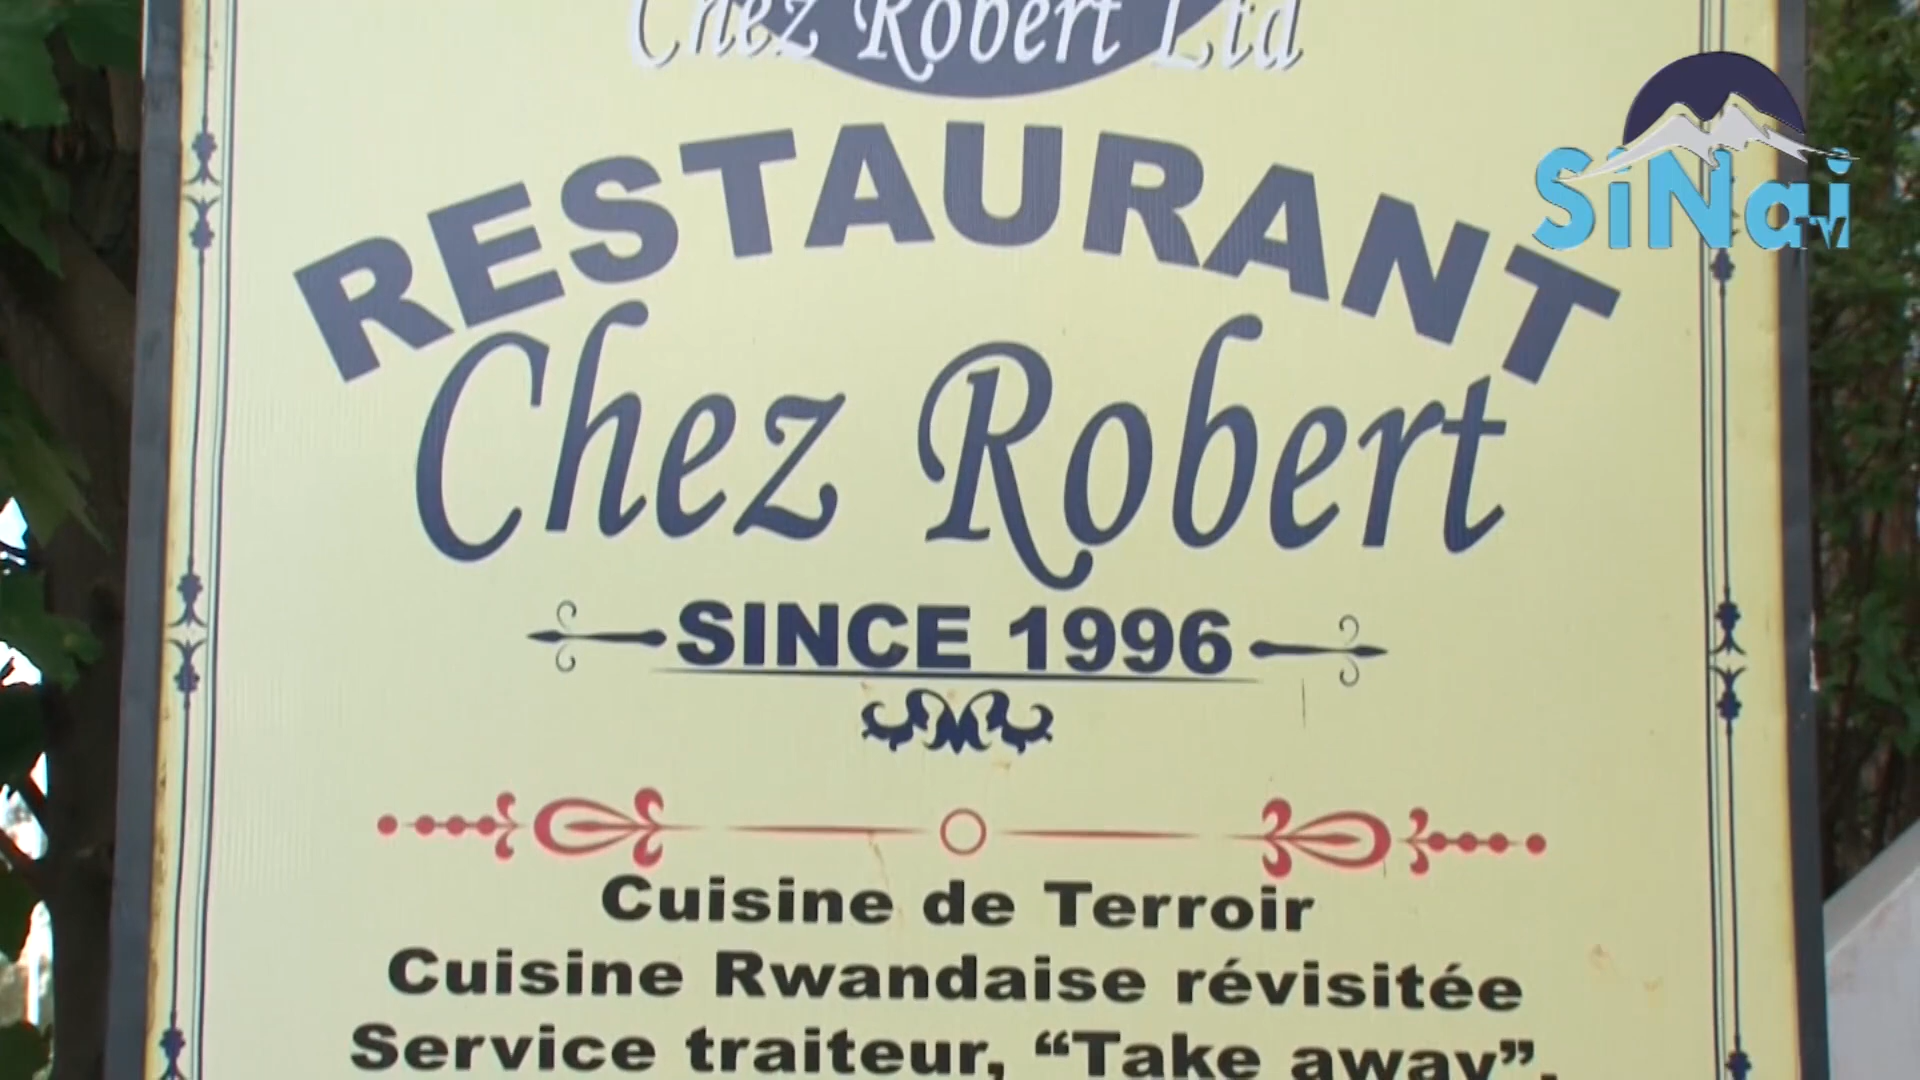 Chez Robert Ltd
SiNai TV
RESTAURANT
Chez Robert
SINCE 1996
Cuisine de Terroir
Cuisine Rwandaise révisitée
Service traiteur, “Take away”.